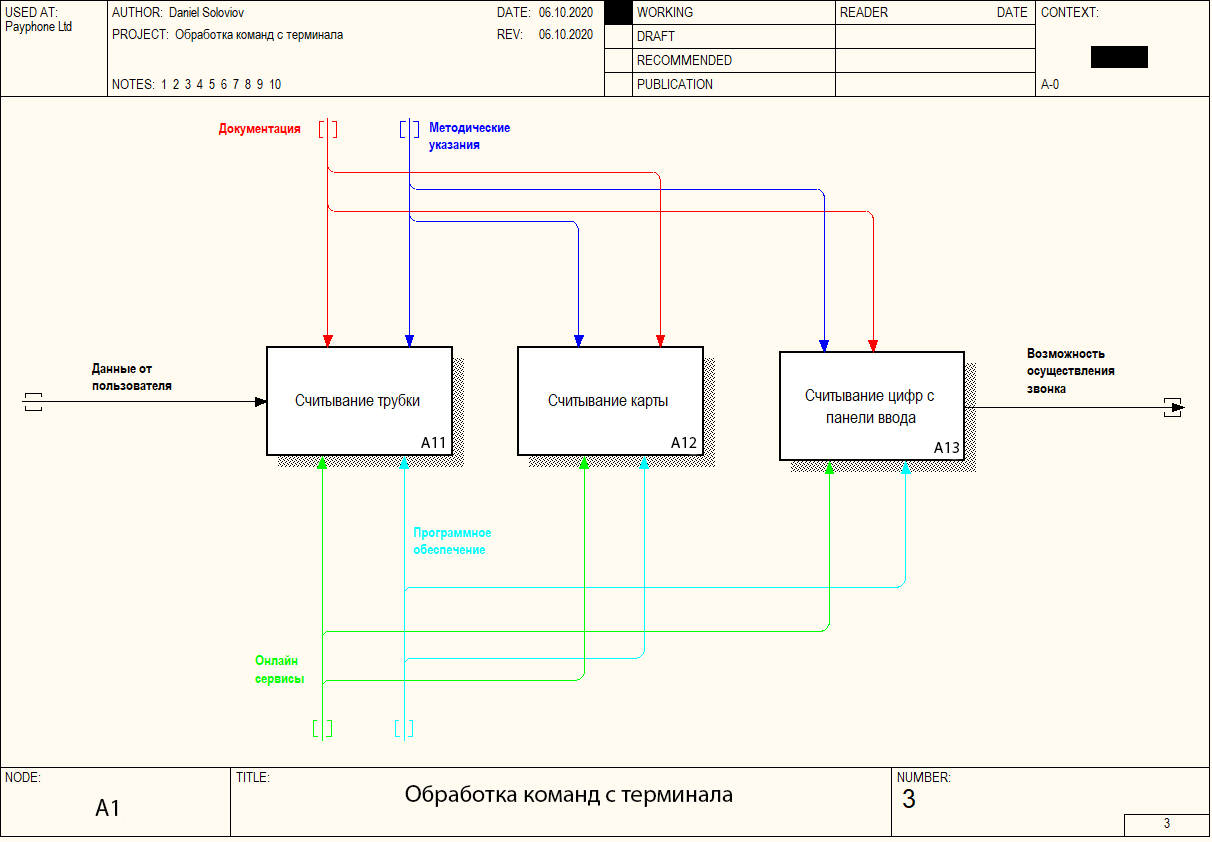 USED AT:
Payphone Ltd
AUTHOR: Daniel Soloviov
DATE: 06.10.2020
PROJECT: Обработка команд с терминала
REV: 06.10.2020
NOTES: 1 2 3 4 5 6 7 8 9 10
WORKING
DRAFT
RECOMMENDED
PUBLICATION
READER
DATE
CONTEXT:
A-0
Документация
Методические
указания
Данные от
пользователя
Считывание трубки
A11
Считывание карты
A12
Считывание цифр с
панели ввода
A13
Возможность
осуществления
звонка
Программное
обеспечение
Онлайн
сервисы
NODE:
A1
TITLE:
Обработка команд с терминала
NUMBER:
3
3